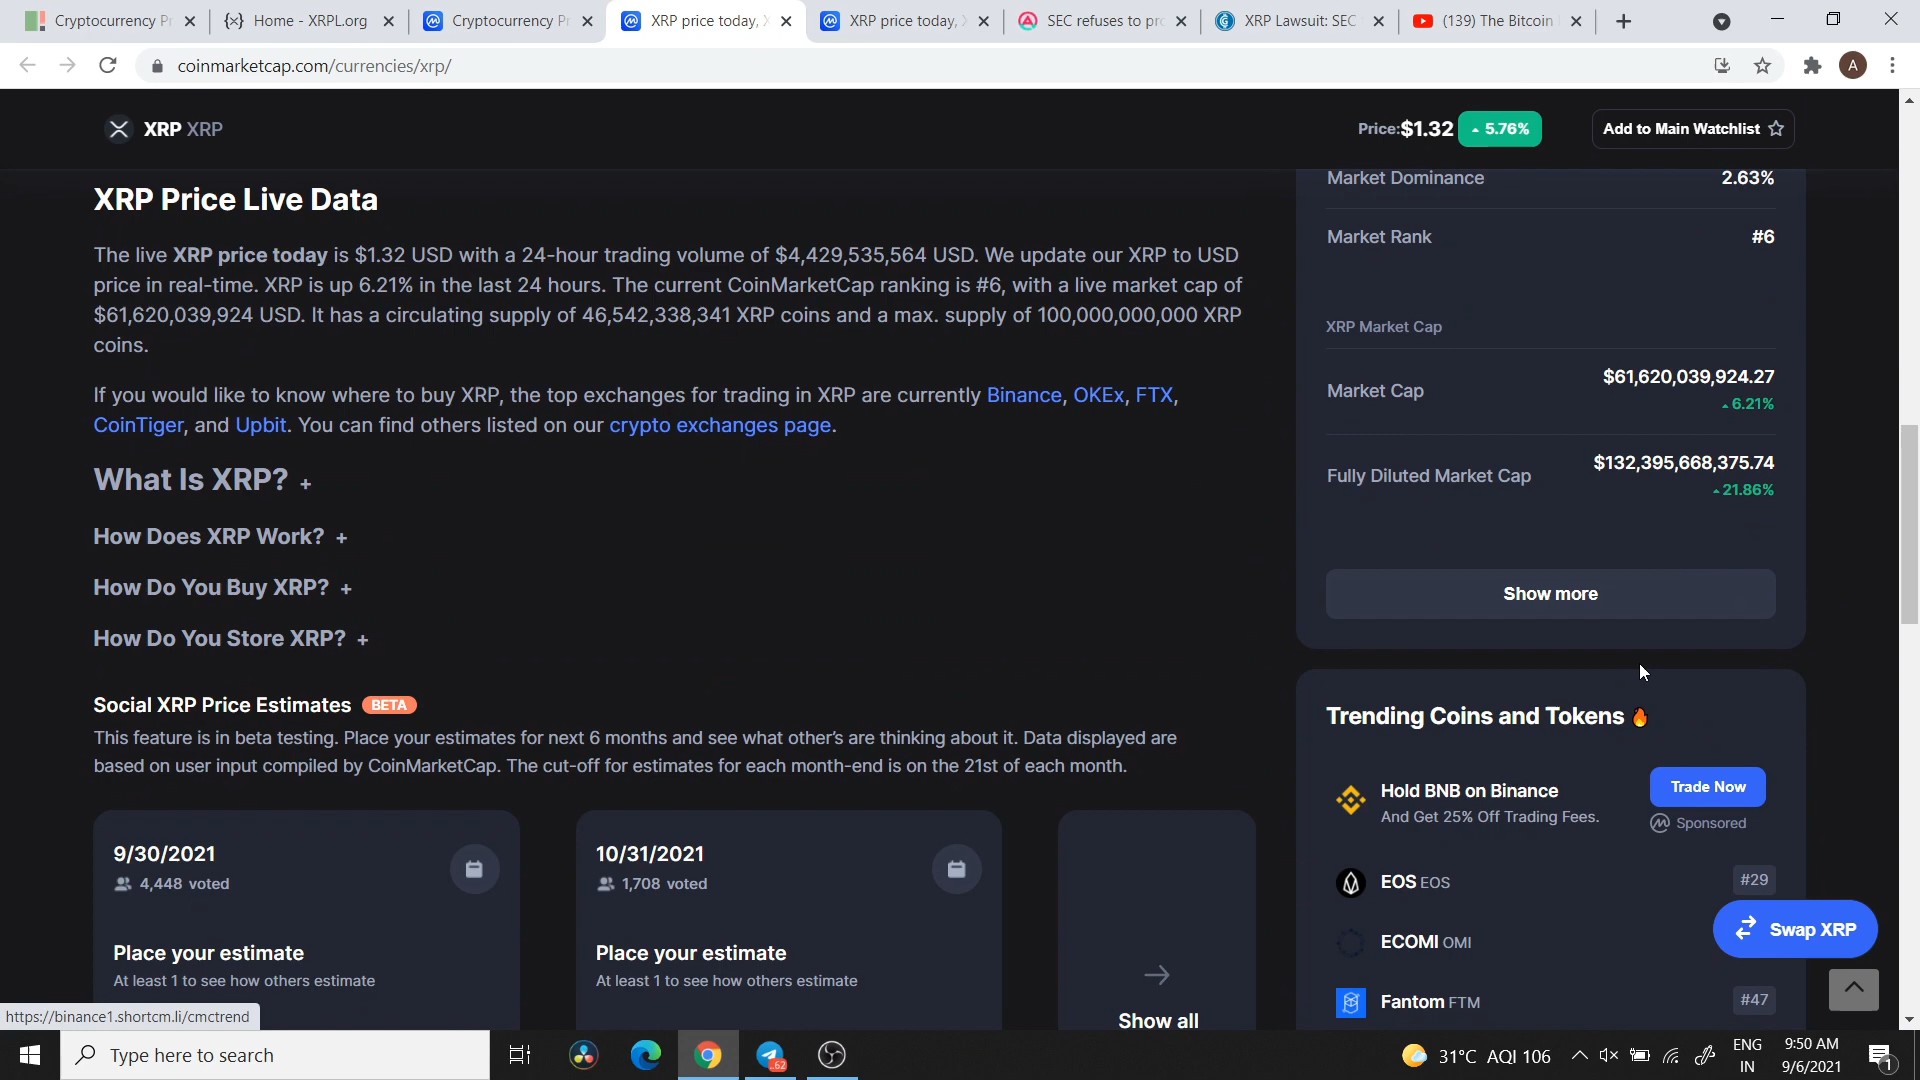 Cryptocurrency Pr
Home - XRPL.org
Cryptocurrency Pr
XRP price today, X
XRP price today, X
SEC refuses to pro
XRP Lawsuit: SEC
(139) The Bitcoin
coinmarketcap.com/currencies/xrp/
A
XRP XRP
Price:$1.32
5.76%
Add to Main Watchlist
XRP Price Live Data
The live XRP price today is $1.32 USD with a 24-hour trading volume of $4,429,535,564 USD. We update our XRP to USD
price in real-time. XRP is up 6.21% in the last 24 hours. The current CoinMarketCap ranking is #6, with a live market cap of
$61,620,039,924 USD. It has a circulating supply of 46,542,338,341 XRP coins and a max. supply of 100,000,000,000 XRP
coins.
If you would like to know where to buy XRP, the top exchanges for trading in XRP are currently Binance, OKEx, FTX,
CoinTiger, and Upbit. You can find others listed on our crypto exchanges page.
What Is XRP? +
How Does XRP Work? +
How Do You Buy XRP? +
How Do You Store XRP? +
Social XRP Price Estimates BETA
This feature is in beta testing. Place your estimates for next 6 months and see what other's are thinking about it. Data displayed are
based on user input compiled by CoinMarketCap. The cut-off for estimates for each month-end is on the 21st of each month.
9/30/2021
4,448 voted
Place your estimate
At least 1 to see how others estimate
10/31/2021
1,708 voted
Place your estimate
At least 1 to see how others estimate
Show all
Market Dominance 2.63%
Market Rank #6
XRP Market Cap
Market Cap $61,620,039,924.27
6.21%
Fully Diluted Market Cap $132,395,668,375.74
21.86%
Show more
Trending Coins and Tokens
Hold BNB on Binance
And Get 25% Off Trading Fees.
Trade Now
Sponsored
EOS EOS #29
ECOMI OMI
Fantom FTM #47
Swap XRP
https://binance1.shortcm.li/cmctrend
Type here to search
62
31°C AQI 106
ENG
IN
9:50 AM
9/6/2021
1